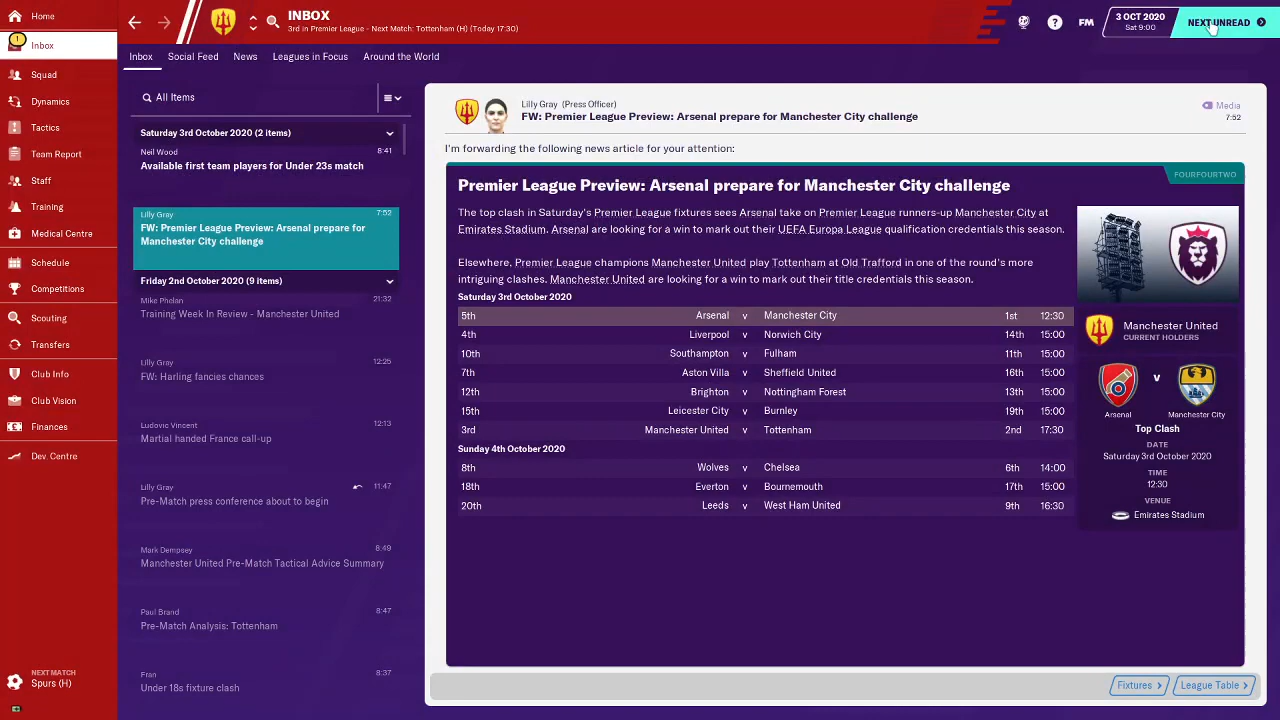 INBOX
3rd in Premier League - Next Match: Tottenham (H) (Today 17:30)
?
FM
3 OCT 2020
Sat 9:00
NEXT UNREAD
Home
1
Inbox
Squad
Dynamics
Tactics
Team Report
Staff
Training
Medical Centre
Schedule
Competitions
Scouting
Transfers
Club Info
Club Vision
Finances
Dev. Centre
NEXT MATCH
Spurs (H)
Inbox Social Feed News Leagues in Focus Around the World
All Items
Saturday 3rd October 2020 (2 items)
Neil Wood 8:41
Available first team players for Under 23s match
Lilly Gray 7:52
FW: Premier League Preview: Arsenal prepare for
Manchester City challenge
Friday 2nd October 2020 (9 items)
Mike Phelan 21:32
Training Week In Review - Manchester United
Lilly Gray 12:25
FW: Harling fancies chances
Ludovic Vincent 12:13
Martial handed France call-up
Lilly Gray 11:47
Pre-Match press conference about to begin
Mark Dempsey 8:49
Manchester United Pre-Match Tactical Advice Summary
Paul Brand 8:47
Pre-Match Analysis: Tottenham
Fran 8:37
Under 18s fixture clash
Lilly Gray (Press Officer)
FW: Premier League Preview: Arsenal prepare for Manchester City challenge
Media
7:52
I'm forwarding the following news article for your attention:
FOURFOURTWO
Premier League Preview: Arsenal prepare for Manchester City challenge
The top clash in Saturday's Premier League fixtures sees Arsenal take on Premier League runners-up Manchester City at
Emirates Stadium. Arsenal are looking for a win to mark out their UEFA Europa League qualification credentials this season.
Elsewhere, Premier League champions Manchester United play Tottenham at Old Trafford in one of the round's more
intriguing clashes. Manchester United are looking for a win to mark out their title credentials this season.
Saturday 3rd October 2020
5th Arsenal v Manchester City 1st 12:30
4th Liverpool v Norwich City 14th 15:00
10th Southampton v Fulham 11th 15:00
7th Aston Villa v Sheffield United 16th 15:00
12th Brighton v Nottingham Forest 13th 15:00
15th Leicester City v Burnley 19th 15:00
3rd Manchester United v Tottenham 2nd 17:30
Sunday 4th October 2020
8th Wolves v Chelsea 6th 14:00
18th Everton v Bournemouth 17th 15:00
20th Leeds v West Ham United 9th 16:30
Manchester United
CURRENT HOLDERS
v
Arsenal Manchester City
Top Clash
DATE
Saturday 3rd October 2020
TIME
12:30
VENUE
Emirates Stadium
Fixtures
League Table